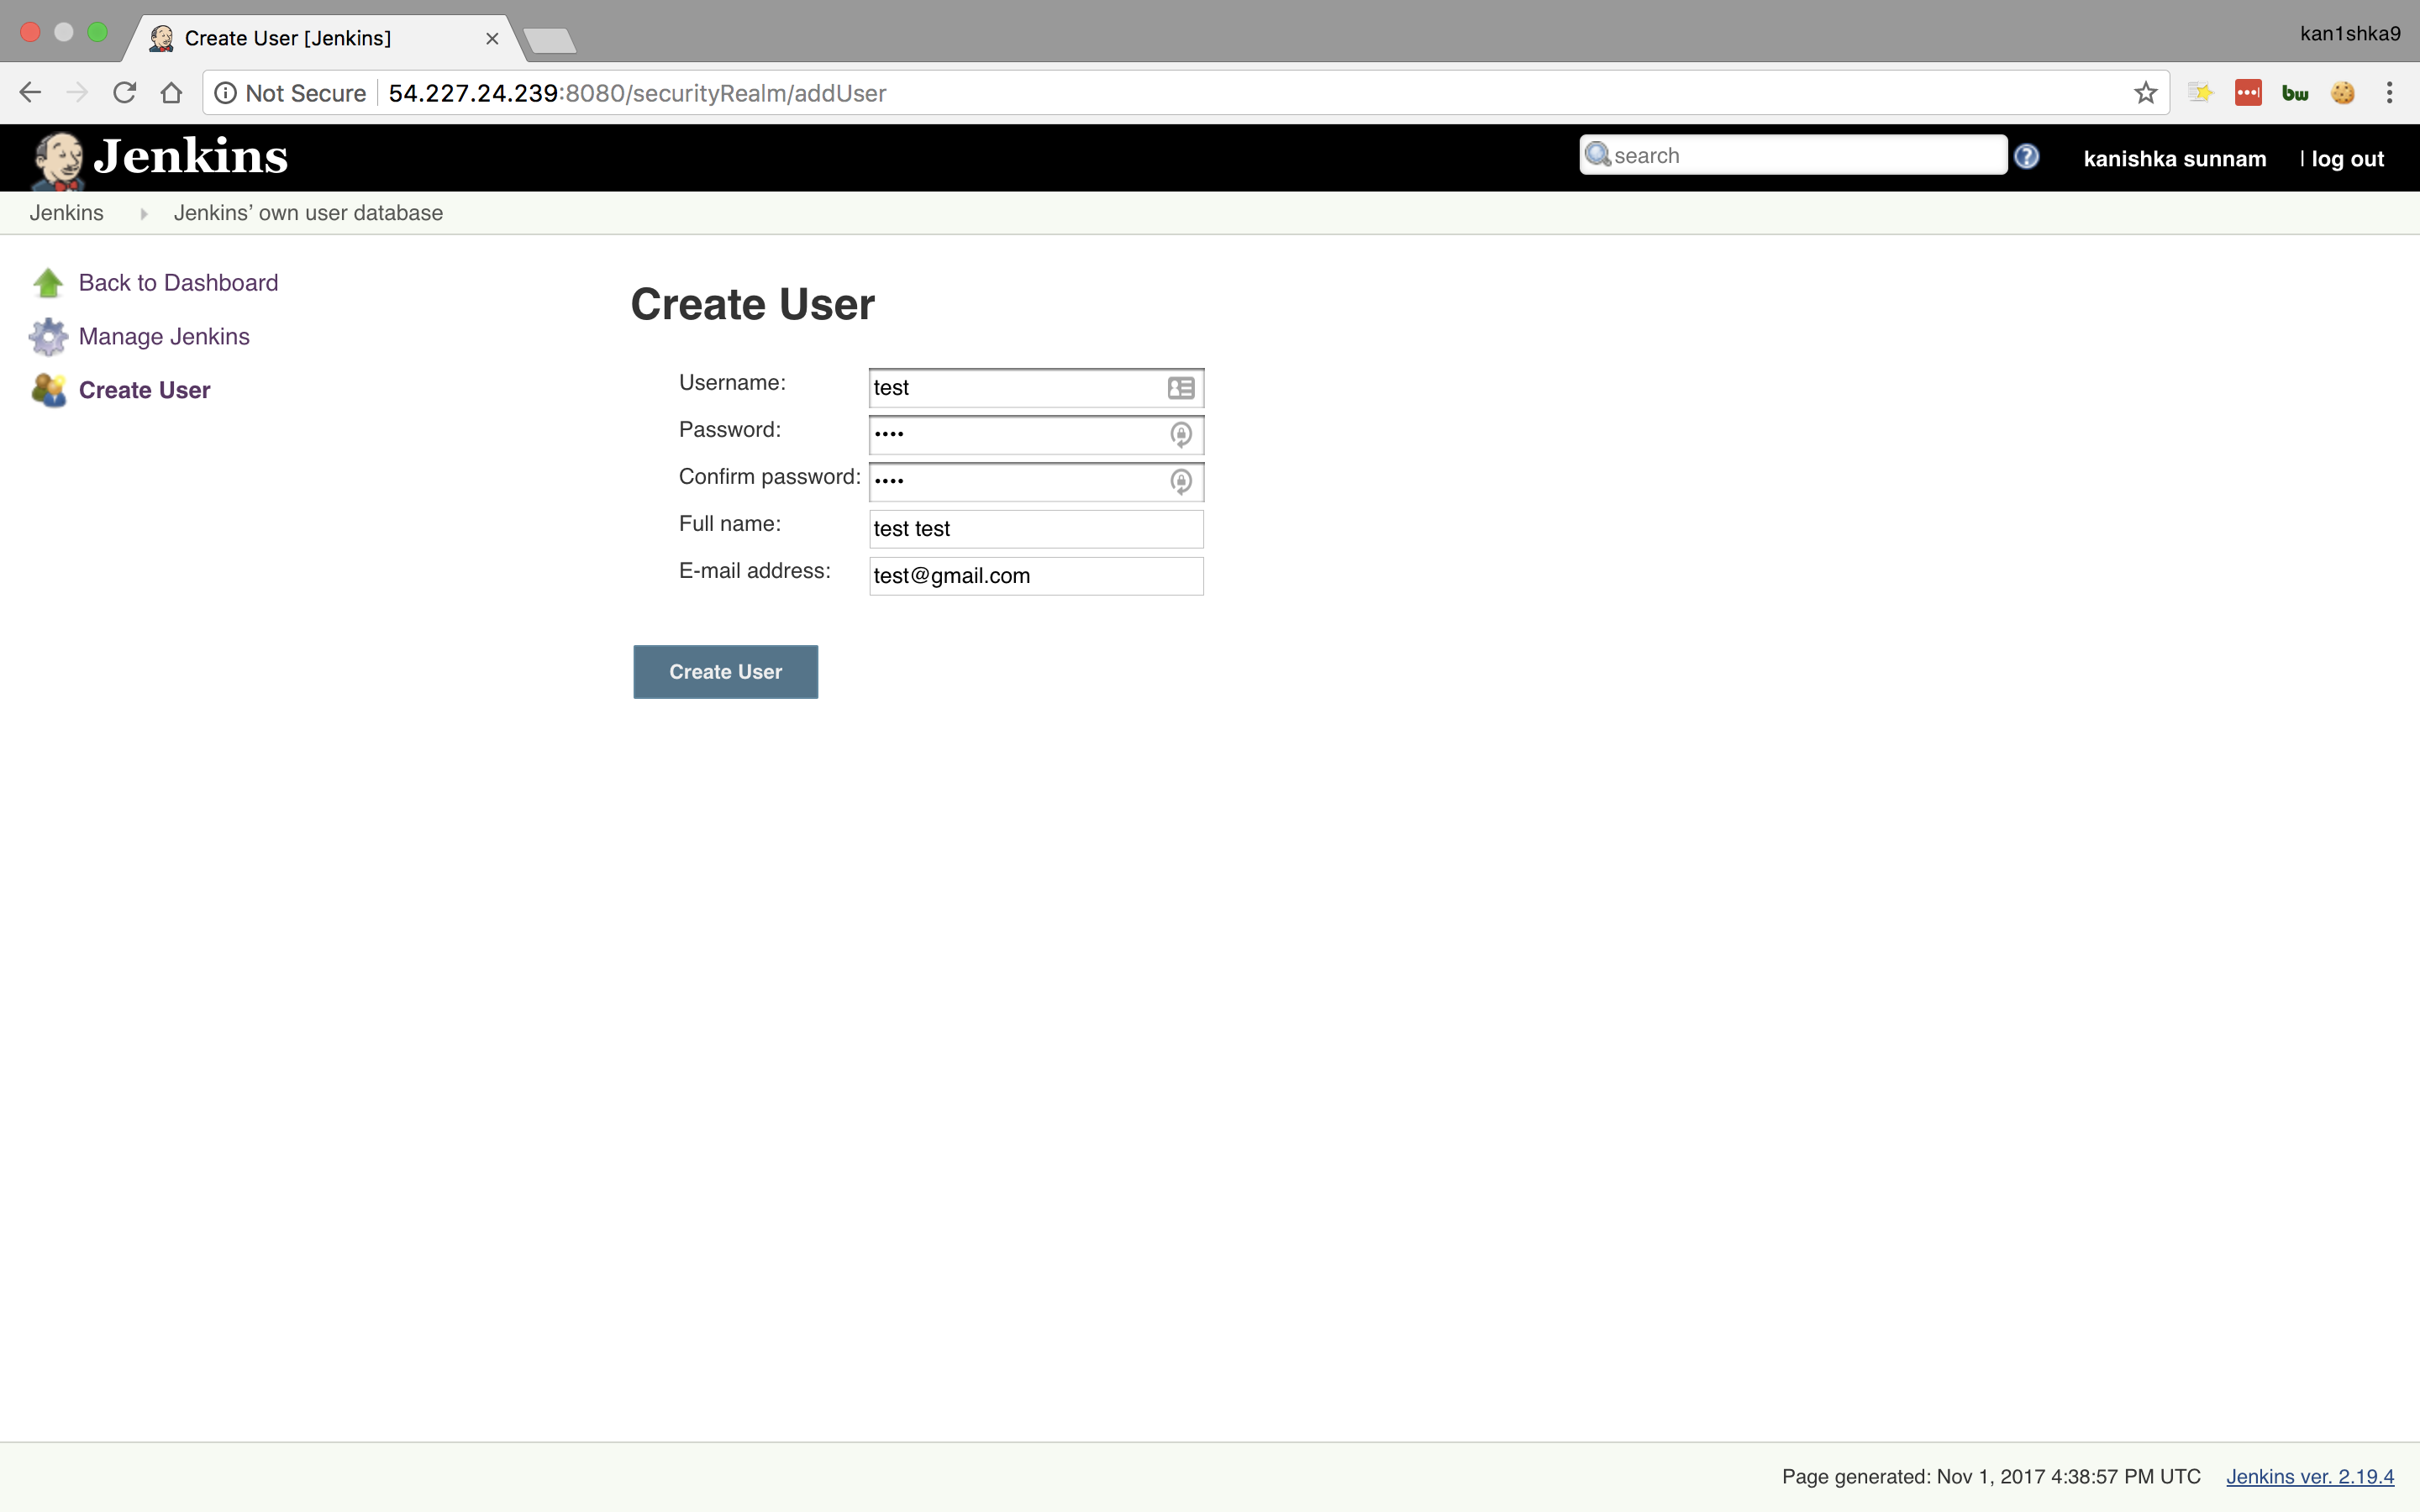 Create User [Jenkins]
kan1shka9
Not Secure 54.227.24.239:8080/securityRealm/addUser
bw
Jenkins
search
kanishka sunnam | log out
Jenkins Jenkins' own user database
Back to Dashboard
Manage Jenkins
Create User
Create User
Username: test
Password: ••••
Confirm password: ••••
Full name: test test
E-mail address: test@gmail.com
Create User
Page generated: Nov 1, 2017 4:38:57 PM UTC Jenkins ver. 2.19.4